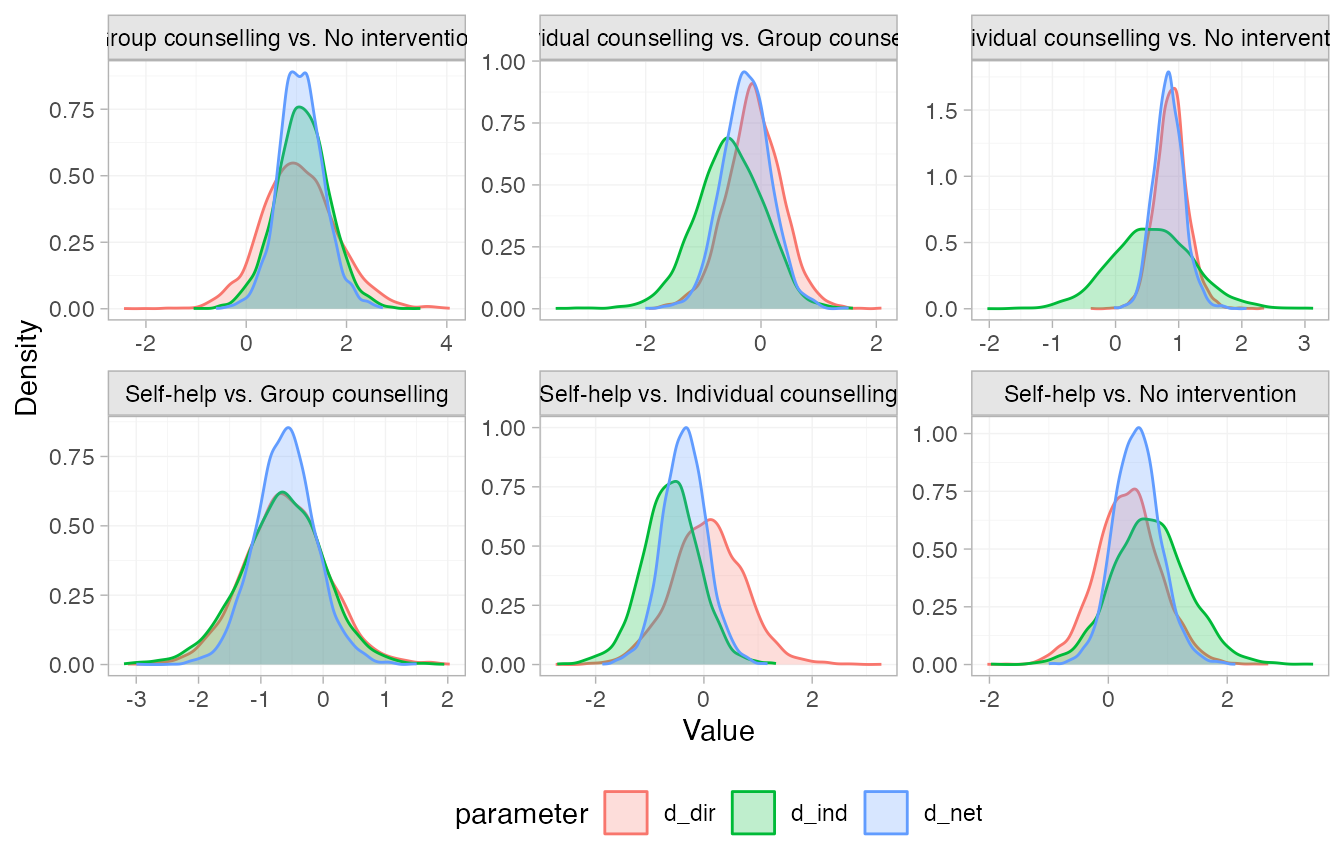 Group counselling vs. No intervention
vidual counselling vs. Group counse
ividual counselling vs. No intervent
1.00
0.75
0.50
0.25
0.00
0.75
0.50
0.25
0.00
1.5
1.0
0.5
0.0
-2 0 2 4
-2 0 2
-2 -1 0 1 2 3
Self-help vs. Group counselling
Self-help vs. Individual counselling
Self-help vs. No intervention
0.75
0.50
0.25
0.00
1.00
0.75
0.50
0.25
0.00
1.00
0.75
0.50
0.25
0.00
-3 -2 -1 0 1 2
-2 0 2
-2 0 2
Density
Value
parameter d_dir d_ind d_net